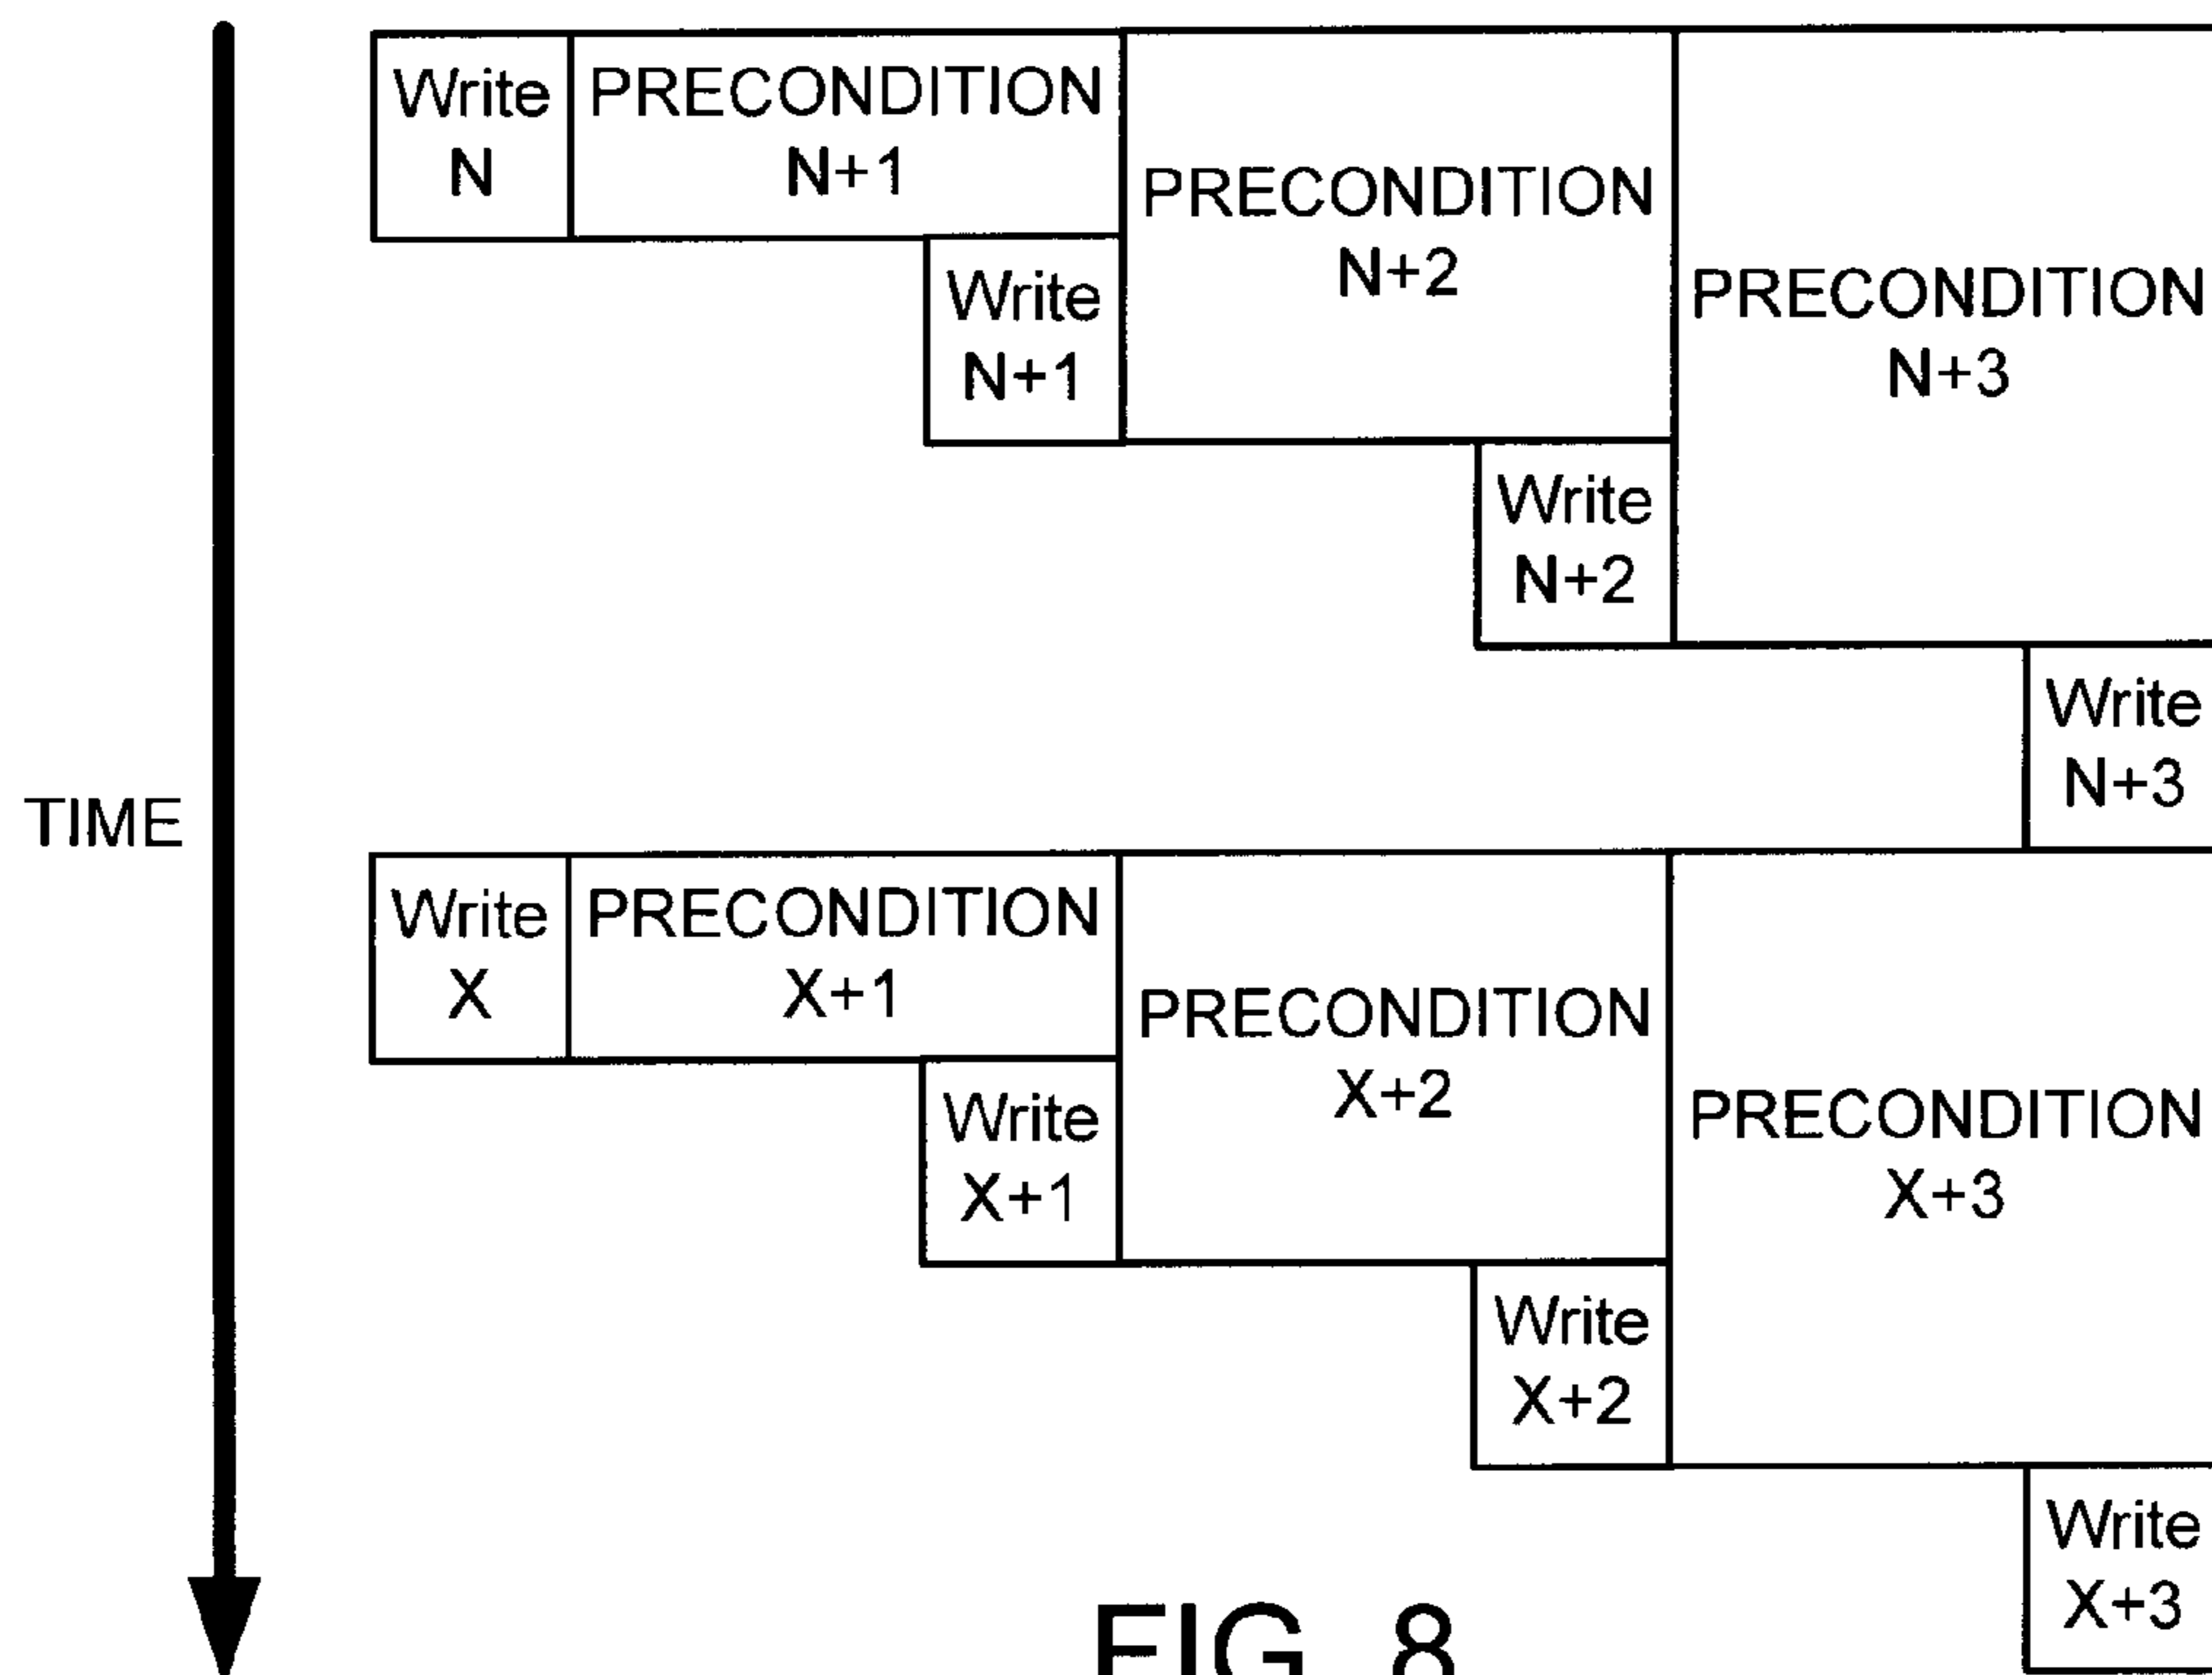 Write
N
PRECONDITION
N+1
PRECONDITION
N+2
PRECONDITION
N+3
Write
N+1
Write
N+2
Write
N+3
TIME
Write
X
PRECONDITION
X+1
PRECONDITION
X+2
PRECONDITION
X+3
Write
X+1
Write
X+2
Write
X+3
FIG. 8